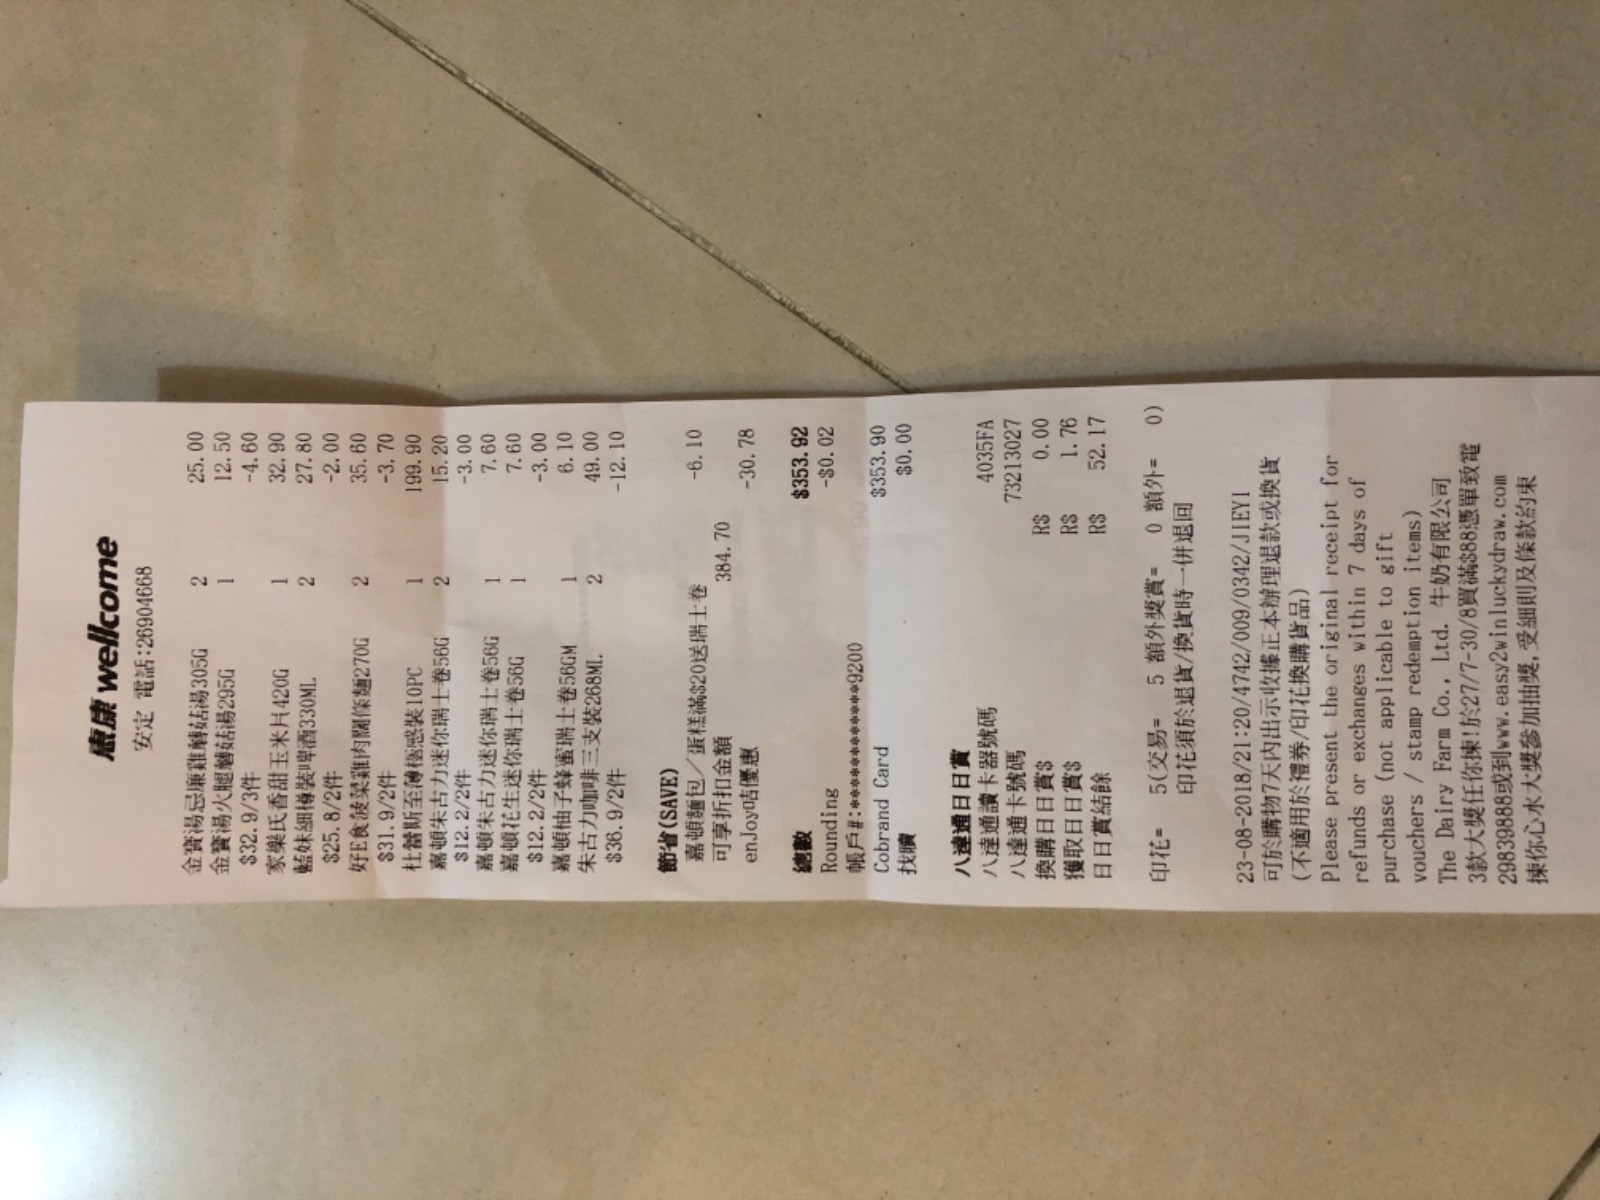 惠康 wellcome
安定 電話:26904668
金寶湯忌廉雞蘑菇湯305G 2 25.00
金寶湯火腿蘑菇湯295G 1 12.50
$32.9/3件 -4.60
家樂氏香甜玉米片420G 1 32.90
藍妹細樽裝啤酒330ML 2 27.80
$25.8/2件 -2.00
好E食菠菜雞肉關條麵270G 2 35.60
$31.9/2件 -3.70
杜蕾斯至薄極感裝10PC 1 199.90
嘉頓朱古力迷你瑞士卷56G 2 15.20
$12.2/2件 -3.00
嘉頓朱古力迷你瑞士卷56G 1 7.60
嘉頓花生迷你瑞士卷56G 1 7.60
$12.2/2件 -3.00
嘉頓柚子蜂蜜瑞士卷56GM 1 6.10
朱古力咖啡三支裝268ML 2 49.00
$36.9/2件 -12.10
節省(SAVE)
嘉頓麵包/蛋糕滿$20送瑞士卷 -6.10
可享折扣金額 384.70
enJoy咭優惠 -30.78
總數 $353.92
Rounding -$0.02
帳戶#:************9200
Cobrand Card $353.90
找贖 $0.00
八達通日日賞
八達通讀卡器號碼 4035FA
八達通卡號碼 73213027
換購日日賞$ R$ 0.00
獲取日日賞$ R$ 1.76
日日賞結餘 R$ 52.17
印花= 5(交易= 5 額外獎賞= 0 額外= 0)
印花須於退貨/換貨時一併退回
23-08-2018/21:20/4742/009/0342/JIEYI
可於購物7天內出示收據正本辦理退款或換貨
(不適用於禮券/印花換購貨品)
Please present the original receipt for
refunds or exchanges within 7 days of
purchase (not applicable to gift
vouchers / stamp redemption items)
The Dairy Farm Co., Ltd. 牛奶有限公司
3款大獎任你揀!於27/7-30/8買滿$88憑單致電
29839888或到www.easy2winluckydraw.com
揀你心水大獎參加抽獎,受細則及條款約束